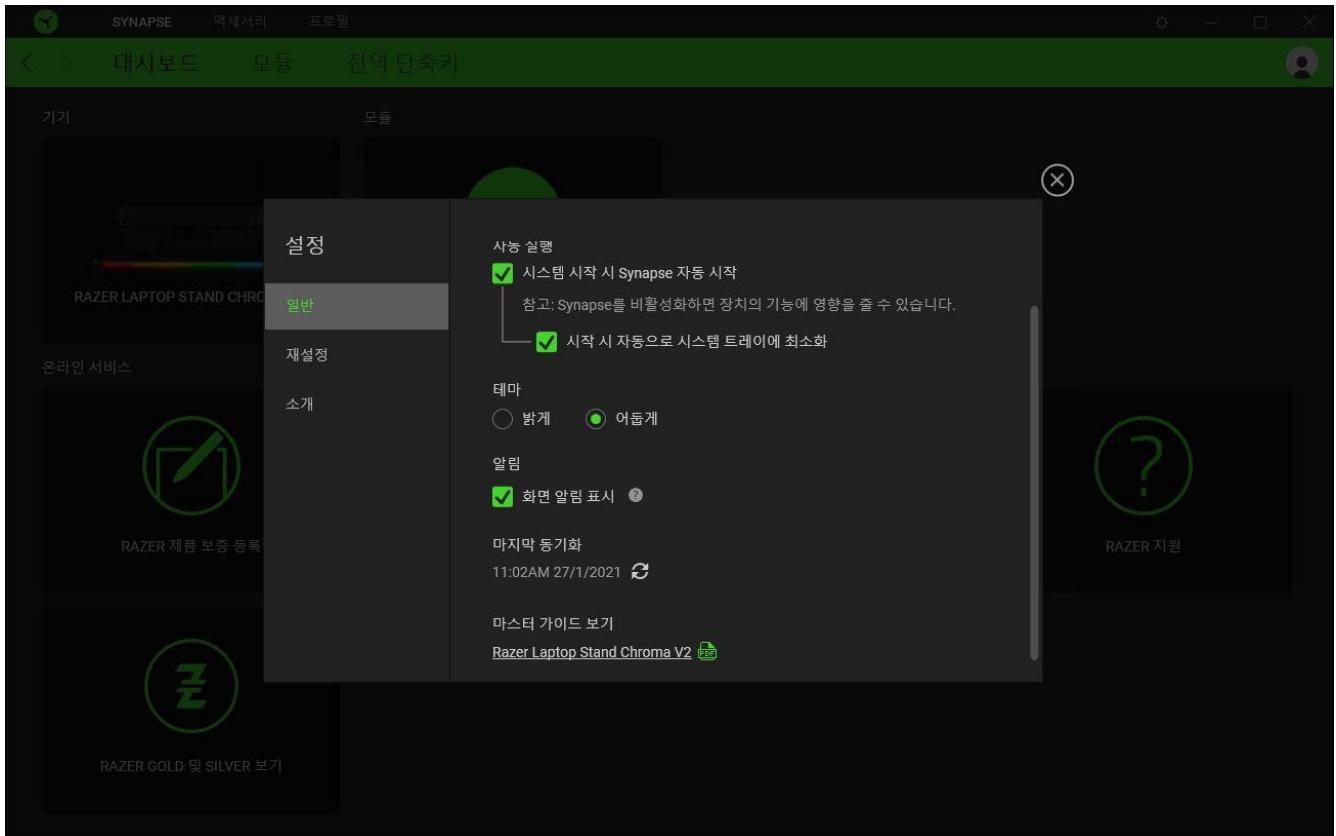 SYNAPSE 액세서리 프로필
대시보드 모듈 전역 단축키
기기 모듈
RAZER LAPTOP STAND CHRO
온라인 서비스
RAZER 제품 보증 등록
RAZER 지원
RAZER GOLD 및 SILVER 보기
설정
일반
재설정
소개
자동 실행
시스템 시작 시 Synapse 자동 시작
참고: Synapse를 비활성화하면 장치의 기능에 영향을 줄 수 있습니다.
시작 시 자동으로 시스템 트레이에 최소화
테마
밝게 어둡게
알림
화면 알림 표시 ?
마지막 동기화
11:02AM 27/1/2021
마스터 가이드 보기
Razer Laptop Stand Chroma V2 PDF